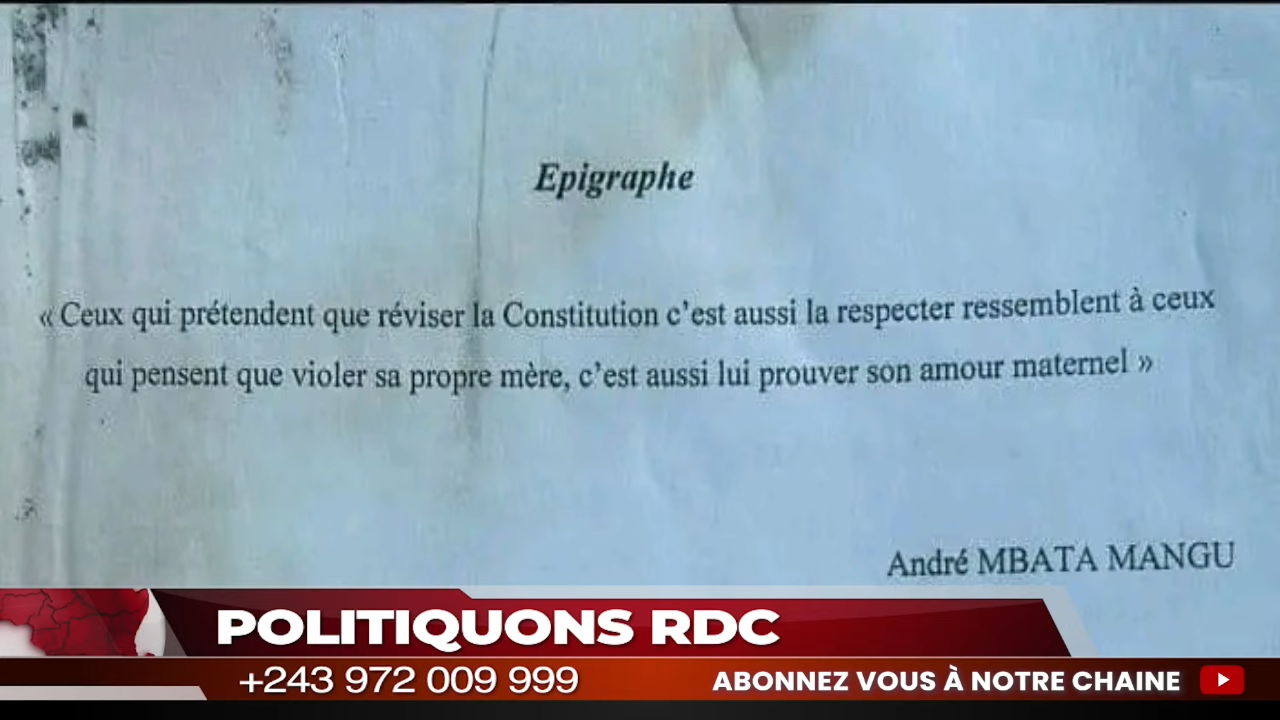 Epigraphe
« Ceux qui prétendent que réviser la Constitution c'est aussi la respecter ressemblent à ceux
qui pensent que violer sa propre mère, c'est aussi lui prouver son amour maternel »
André MBATA MANGU
POLITIQUONS RDC
+243 972 009 999
ABONNEZ VOUS À NOTRE CHAINE